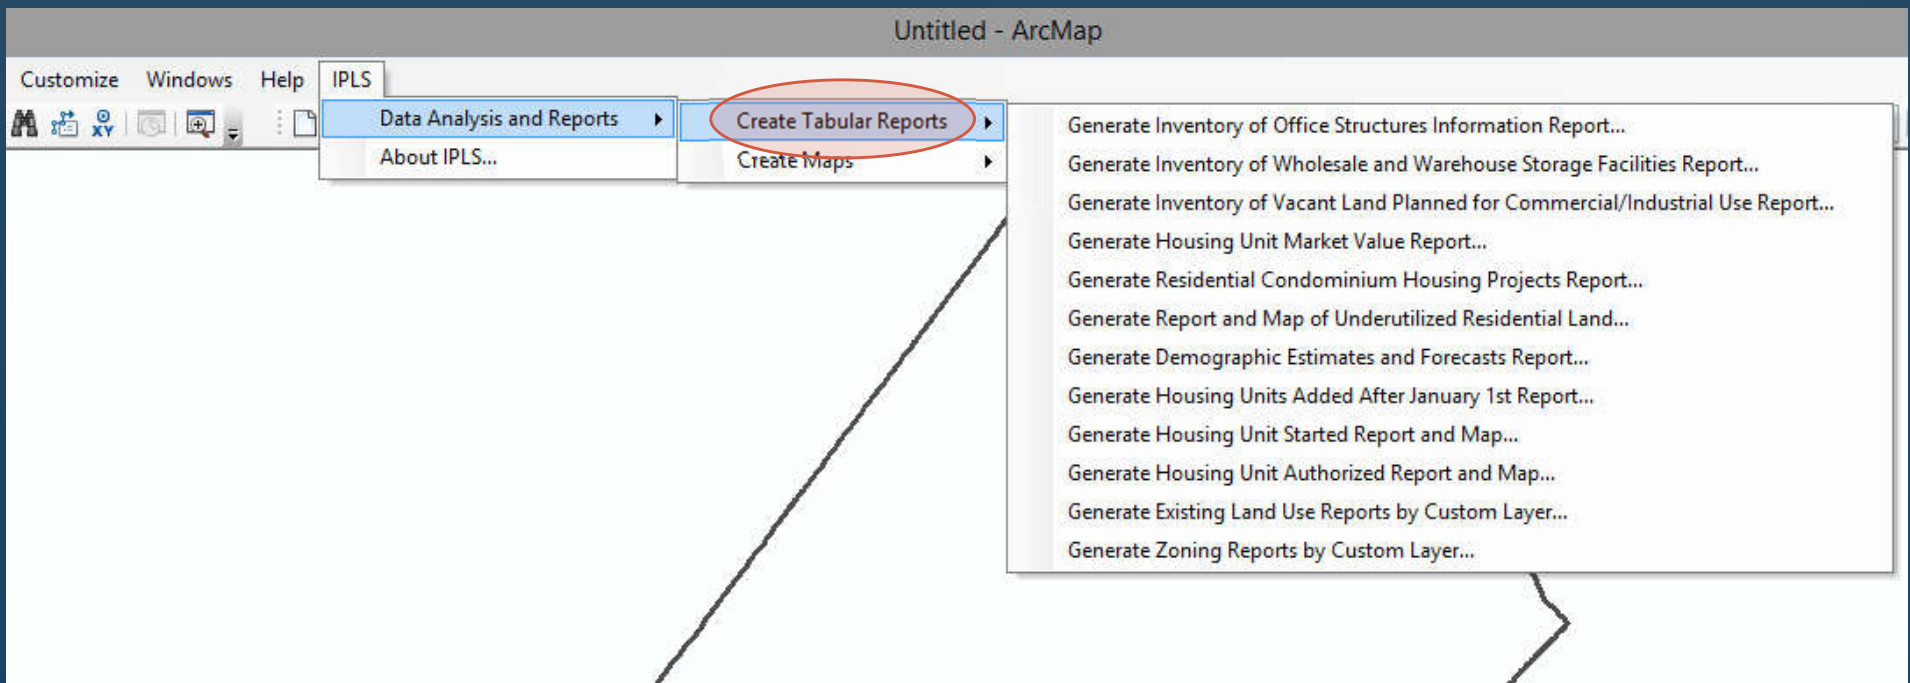 Untitled - ArcMap
Customize Windows Help IPLS
XY
Data Analysis and Reports
About IPLS...
Create Tabular Reports
Create Maps
Generate Inventory of Office Structures Information Report...
Generate Inventory of Wholesale and Warehouse Storage Facilities Report...
Generate Inventory of Vacant Land Planned for Commercial/Industrial Use Report...
Generate Housing Unit Market Value Report...
Generate Residential Condominium Housing Projects Report...
Generate Report and Map of Underutilized Residential Land...
Generate Demographic Estimates and Forecasts Report...
Generate Housing Units Added After January 1st Report...
Generate Housing Unit Started Report and Map...
Generate Housing Unit Authorized Report and Map...
Generate Existing Land Use Reports by Custom Layer...
Generate Zoning Reports by Custom Layer...